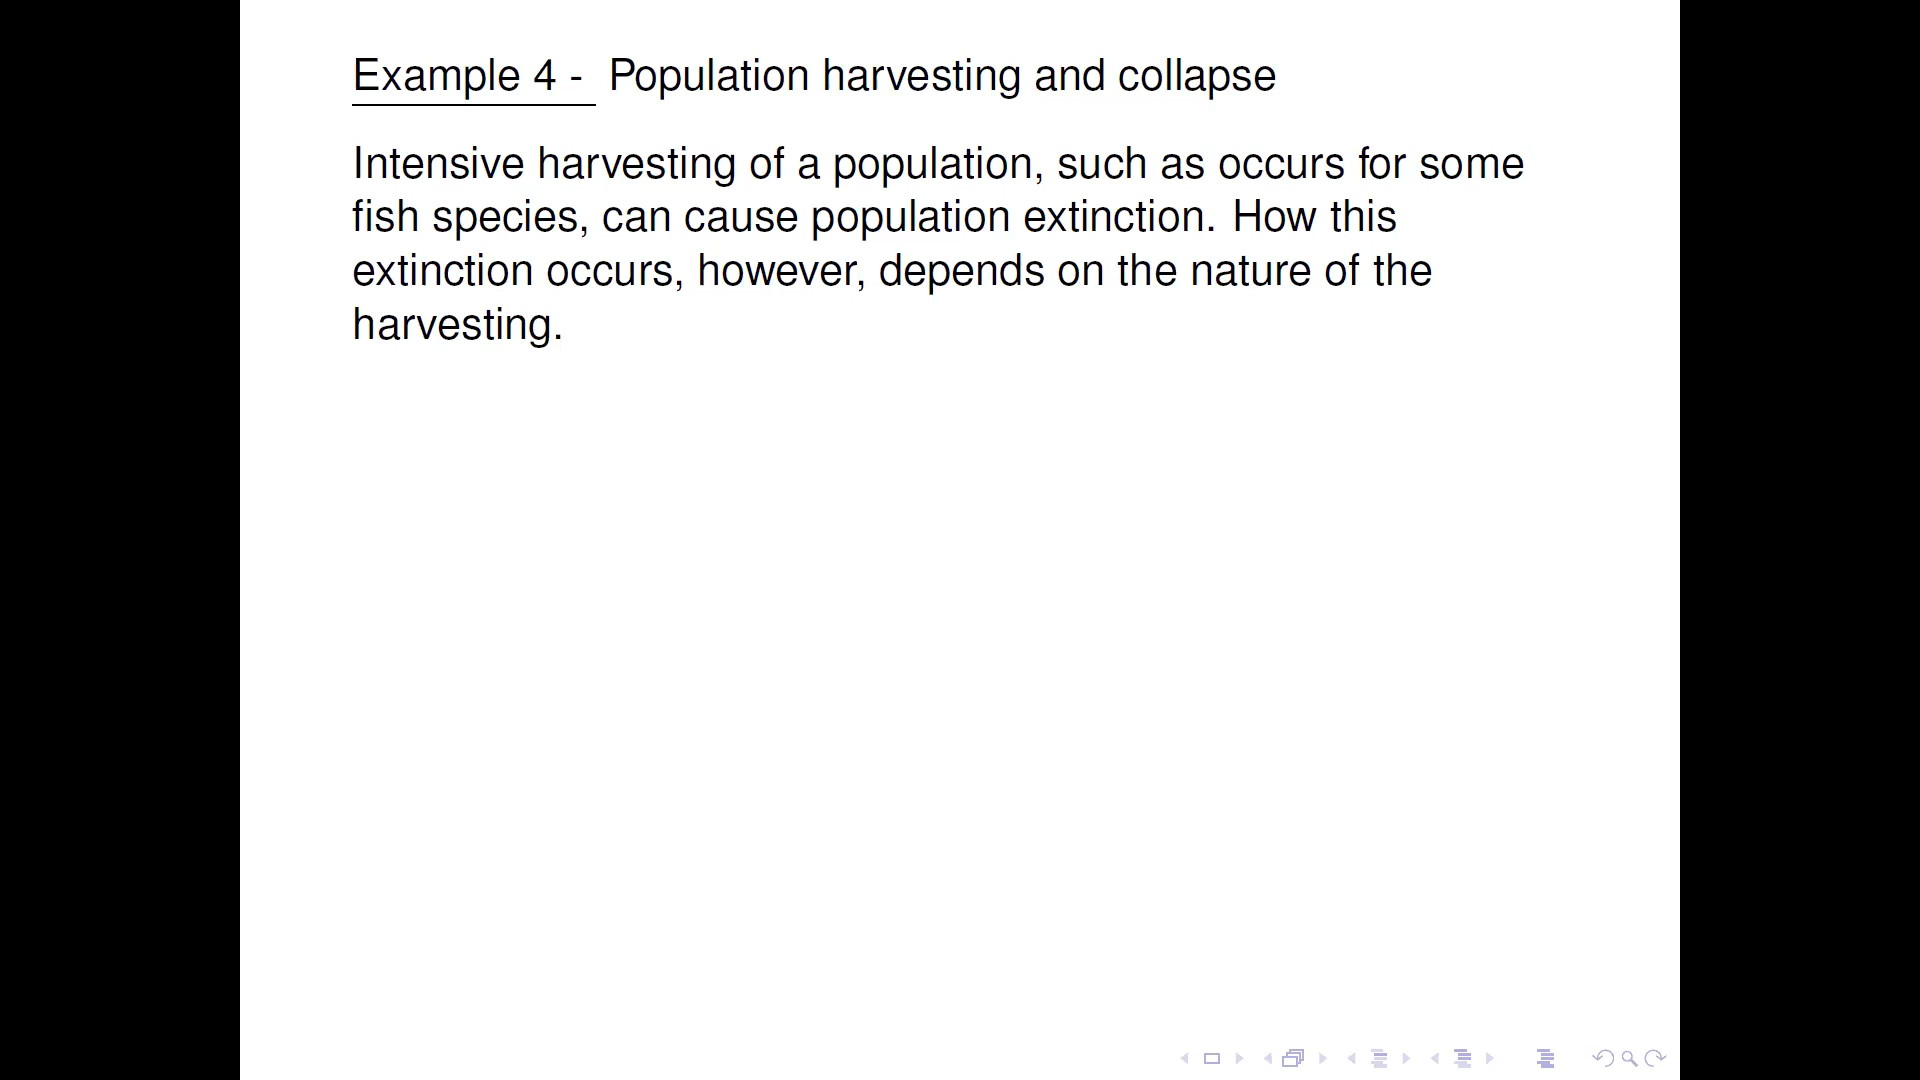 Example 4 - Population harvesting and collapse
Intensive harvesting of a population, such as occurs for some
fish species, can cause population extinction. How this
extinction occurs, however, depends on the nature of the
harvesting.